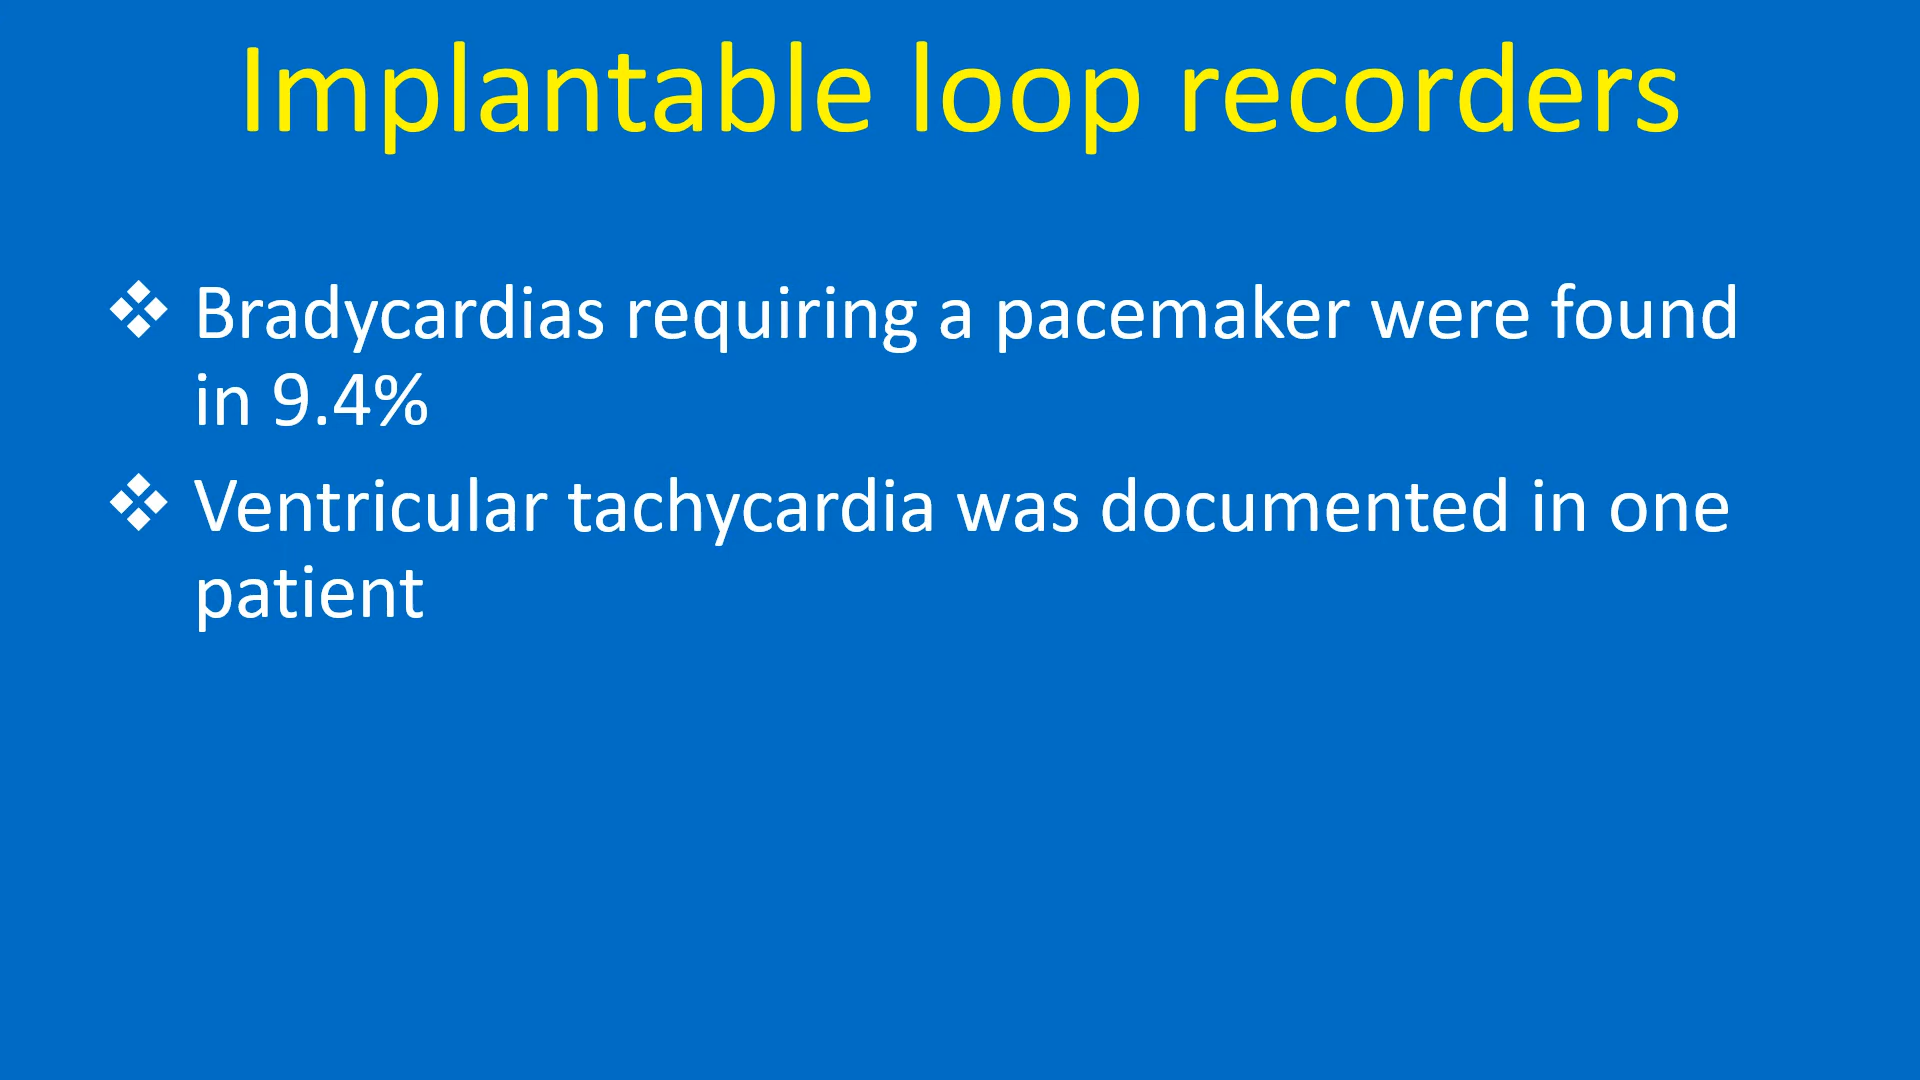 Implantable loop recorders
❖ Bradycardias requiring a pacemaker were found
in 9.4%
❖ Ventricular tachycardia was documented in one
patient